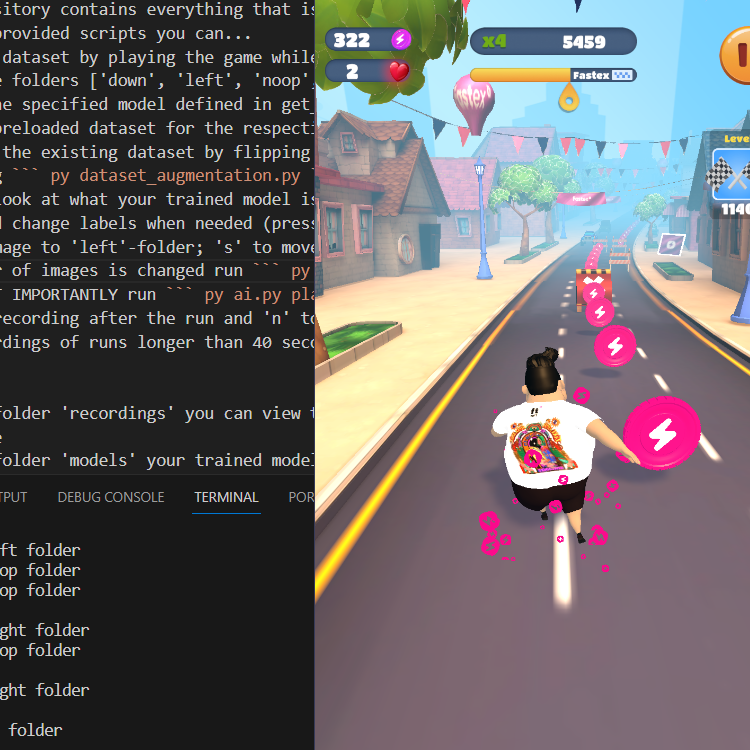 sitory contains everything that is
provided scripts you can...
dataset by playing the game while
folders ['down', 'left', 'noop',
he specified model defined in get_
preloaded dataset for the respecti
the existing dataset by flipping
``` py dataset_augmentation.py
look at what your trained model is
change labels when needed (press
mage to 'left'-folder; 's' to move
r of images is changed run ``` py
IMPORTANTLY run ``` py ai.py pla
recording after the run and 'n' to
rdings of runs longer than 40 seco
folder 'recordings' you can view t
e
folder 'models' your trained model
TPUT DEBUG CONSOLE TERMINAL POR
ft folder
op folder
op folder
ght folder
op folder
ght folder
folder
322
x4 5459
2
Fastex
astex
Leve
1140